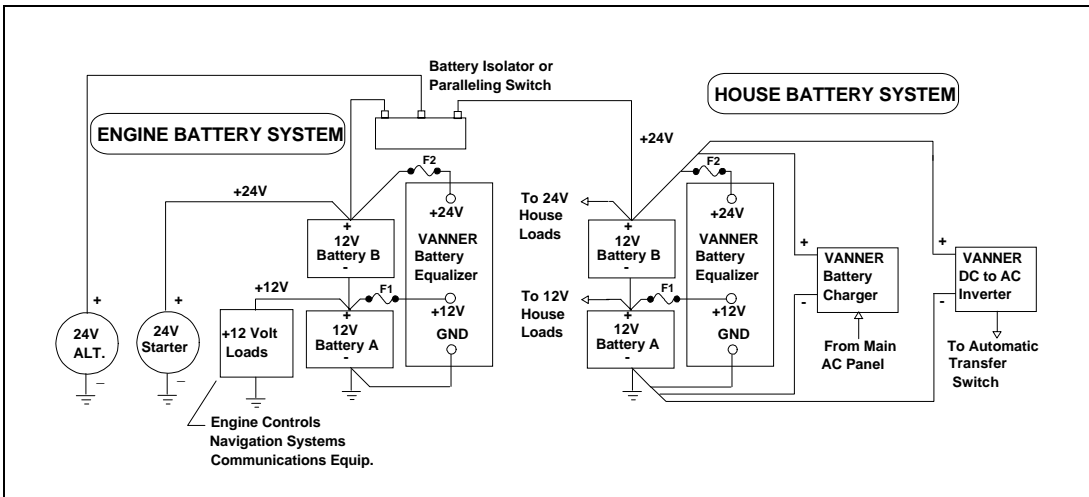 Battery Isolator or
Paralleling Switch
HOUSE BATTERY SYSTEM
ENGINE BATTERY SYSTEM
+24V
F2
F2
+24V
To 24V
House
Loads
+24V
+24V
+
12V
Battery B
-
VANNER
Battery
Equalizer
+
12V
Battery B
-
VANNER
Battery
Equalizer
+
-
VANNER
Battery
Charger
+
-
VANNER
DC to AC
Inverter
+12V
F1
+12V
To 12V
House
Loads
F1
+12V
+
24V
ALT.
_
+
24V
Starter
_
+12 Volt
Loads
+
12V
Battery A
-
GND
+
12V
Battery A
-
GND
From Main
AC Panel
To Automatic
Transfer
Switch
Engine Controls
Navigation Systems
Communications Equip.